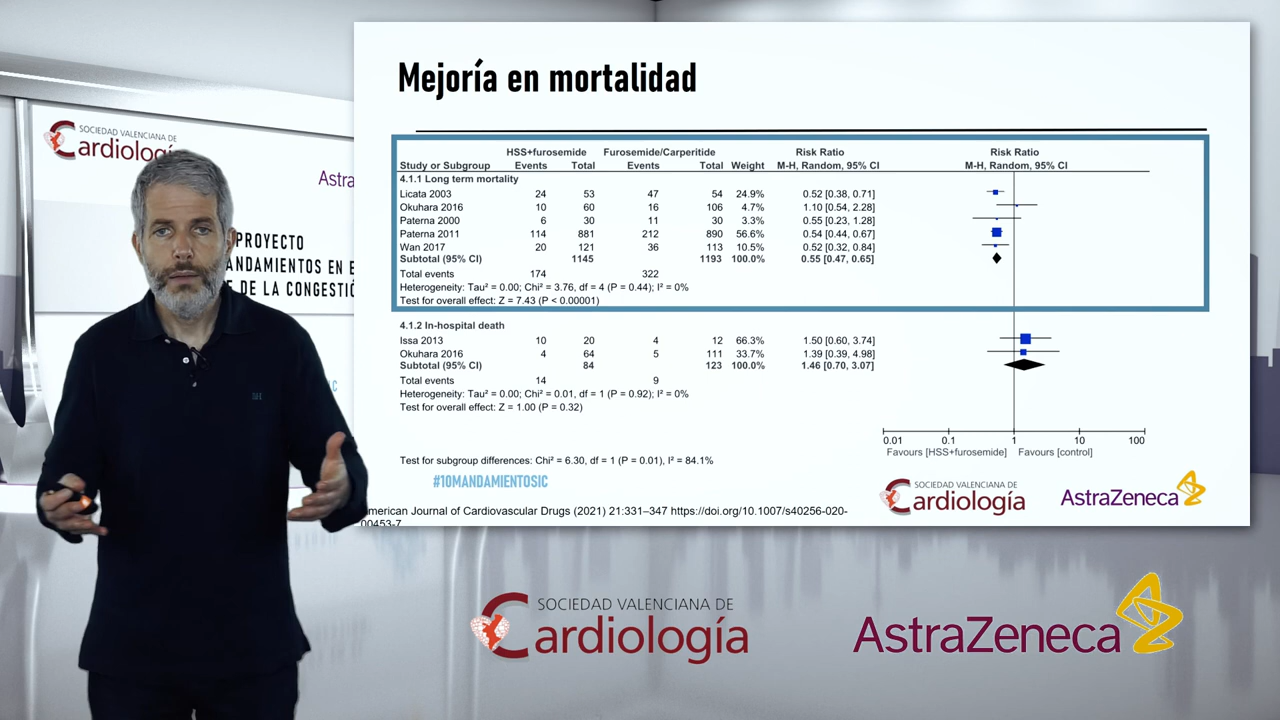 SOCIEDAD VALENCIANA DE
Cardiología
Astra
PROYECTO
ANDAMIENTOS EN E
DE LA CONGESTIÓ
Mejoría en mortalidad
HSS+furosemide Furosemide/Carperitide Risk Ratio Risk Ratio
Study or Subgroup Events Total Events Total Weight M-H, Random, 95% CI M-H, Random, 95% CI
4.1.1 Long term mortality
Licata 2003 24 53 47 54 24.9% 0.52 [0.38, 0.71]
Okuhara 2016 10 60 16 106 4.7% 1.10 [0.54, 2.28]
Paterna 2000 6 30 11 30 3.3% 0.55 [0.23, 1.28]
Paterna 2011 114 881 212 890 56.6% 0.54 [0.44, 0.67]
Wan 2017 20 121 36 113 10.5% 0.52 [0.32, 0.84]
Subtotal (95% CI) 1145 1193 100.0% 0.55 [0.47, 0.65]
Total events 174 322
Heterogeneity: Tau² = 0.00; Chi² = 3.76, df = 4 (P = 0.44); I² = 0%
Test for overall effect: Z = 7.43 (P < 0.00001)
4.1.2 In-hospital death
Issa 2013 10 20 4 12 66.3% 1.50 [0.60, 3.74]
Okuhara 2016 4 64 5 111 33.7% 1.39 [0.39, 4.98]
Subtotal (95% CI) 84 123 100.0% 1.46 [0.70, 3.07]
Total events 14 9
Heterogeneity: Tau² = 0.00; Chi² = 0.01, df = 1 (P = 0.92); I² = 0%
Test for overall effect: Z = 1.00 (P = 0.32)
0.01 0.1 1 10 100
Favours [HSS+furosemide] Favours [control]
Test for subgroup differences: Chi² = 6.30, df = 1 (P = 0.01), I² = 84.1%
#10MANDAMIENTOSIC
SOCIEDAD VALENCIANA DE
Cardiología
AstraZeneca
merican Journal of Cardiovascular Drugs (2021) 21:331–347 https://doi.org/10.1007/s40256-020-
00453-7
SOCIEDAD VALENCIANA DE
Cardiología
AstraZeneca